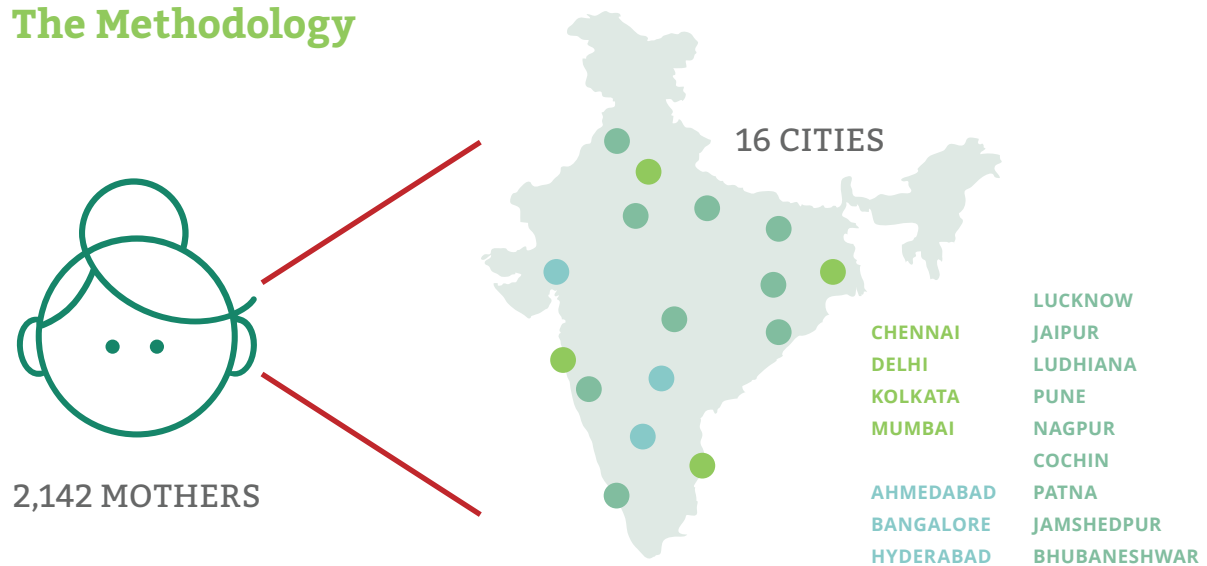 The Methodology
16 CITIES
2,142 MOTHERS
CHENNAI
DELHI
KOLKATA
MUMBAI
AHMEDABAD
BANGALORE
HYDERABAD
LUCKNOW
JAIPUR
LUDHIANA
PUNE
NAGPUR
COCHIN
PATNA
JAMSHEDPUR
BHUBANESHWAR